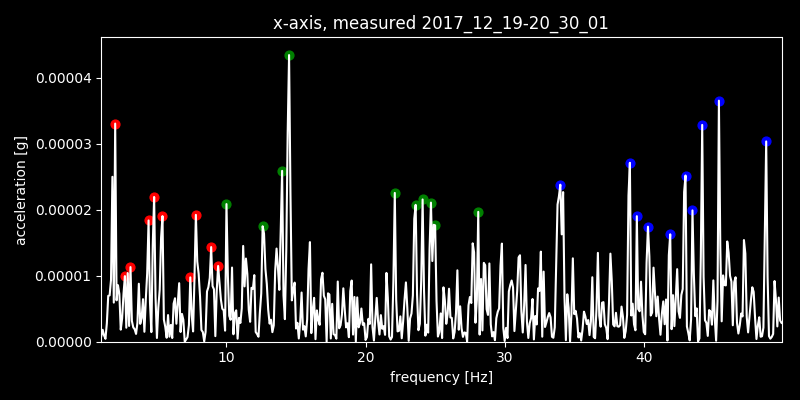 x-axis, measured 2017_12_19-20_30_01
acceleration [g]
0.00004
0.00003
0.00002
0.00001
0.00000
10 20 30 40
frequency [Hz]